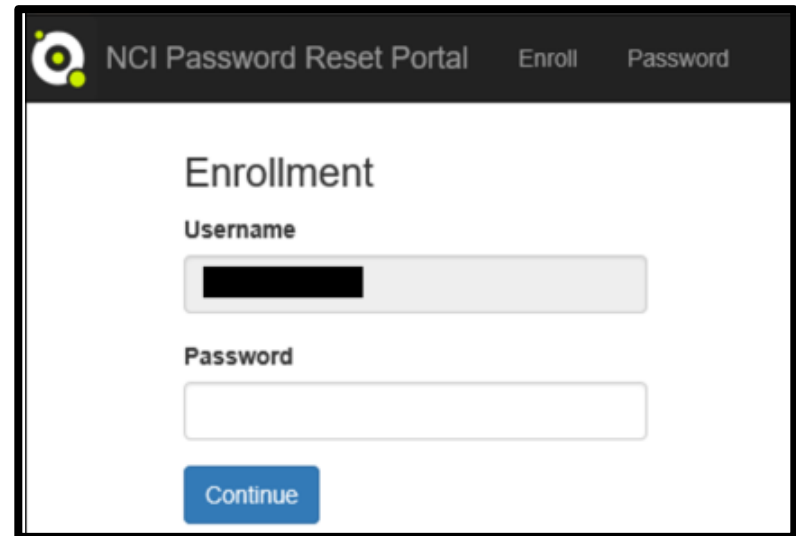 NCI Password Reset Portal Enroll Password
Enrollment
Username
Password
Continue